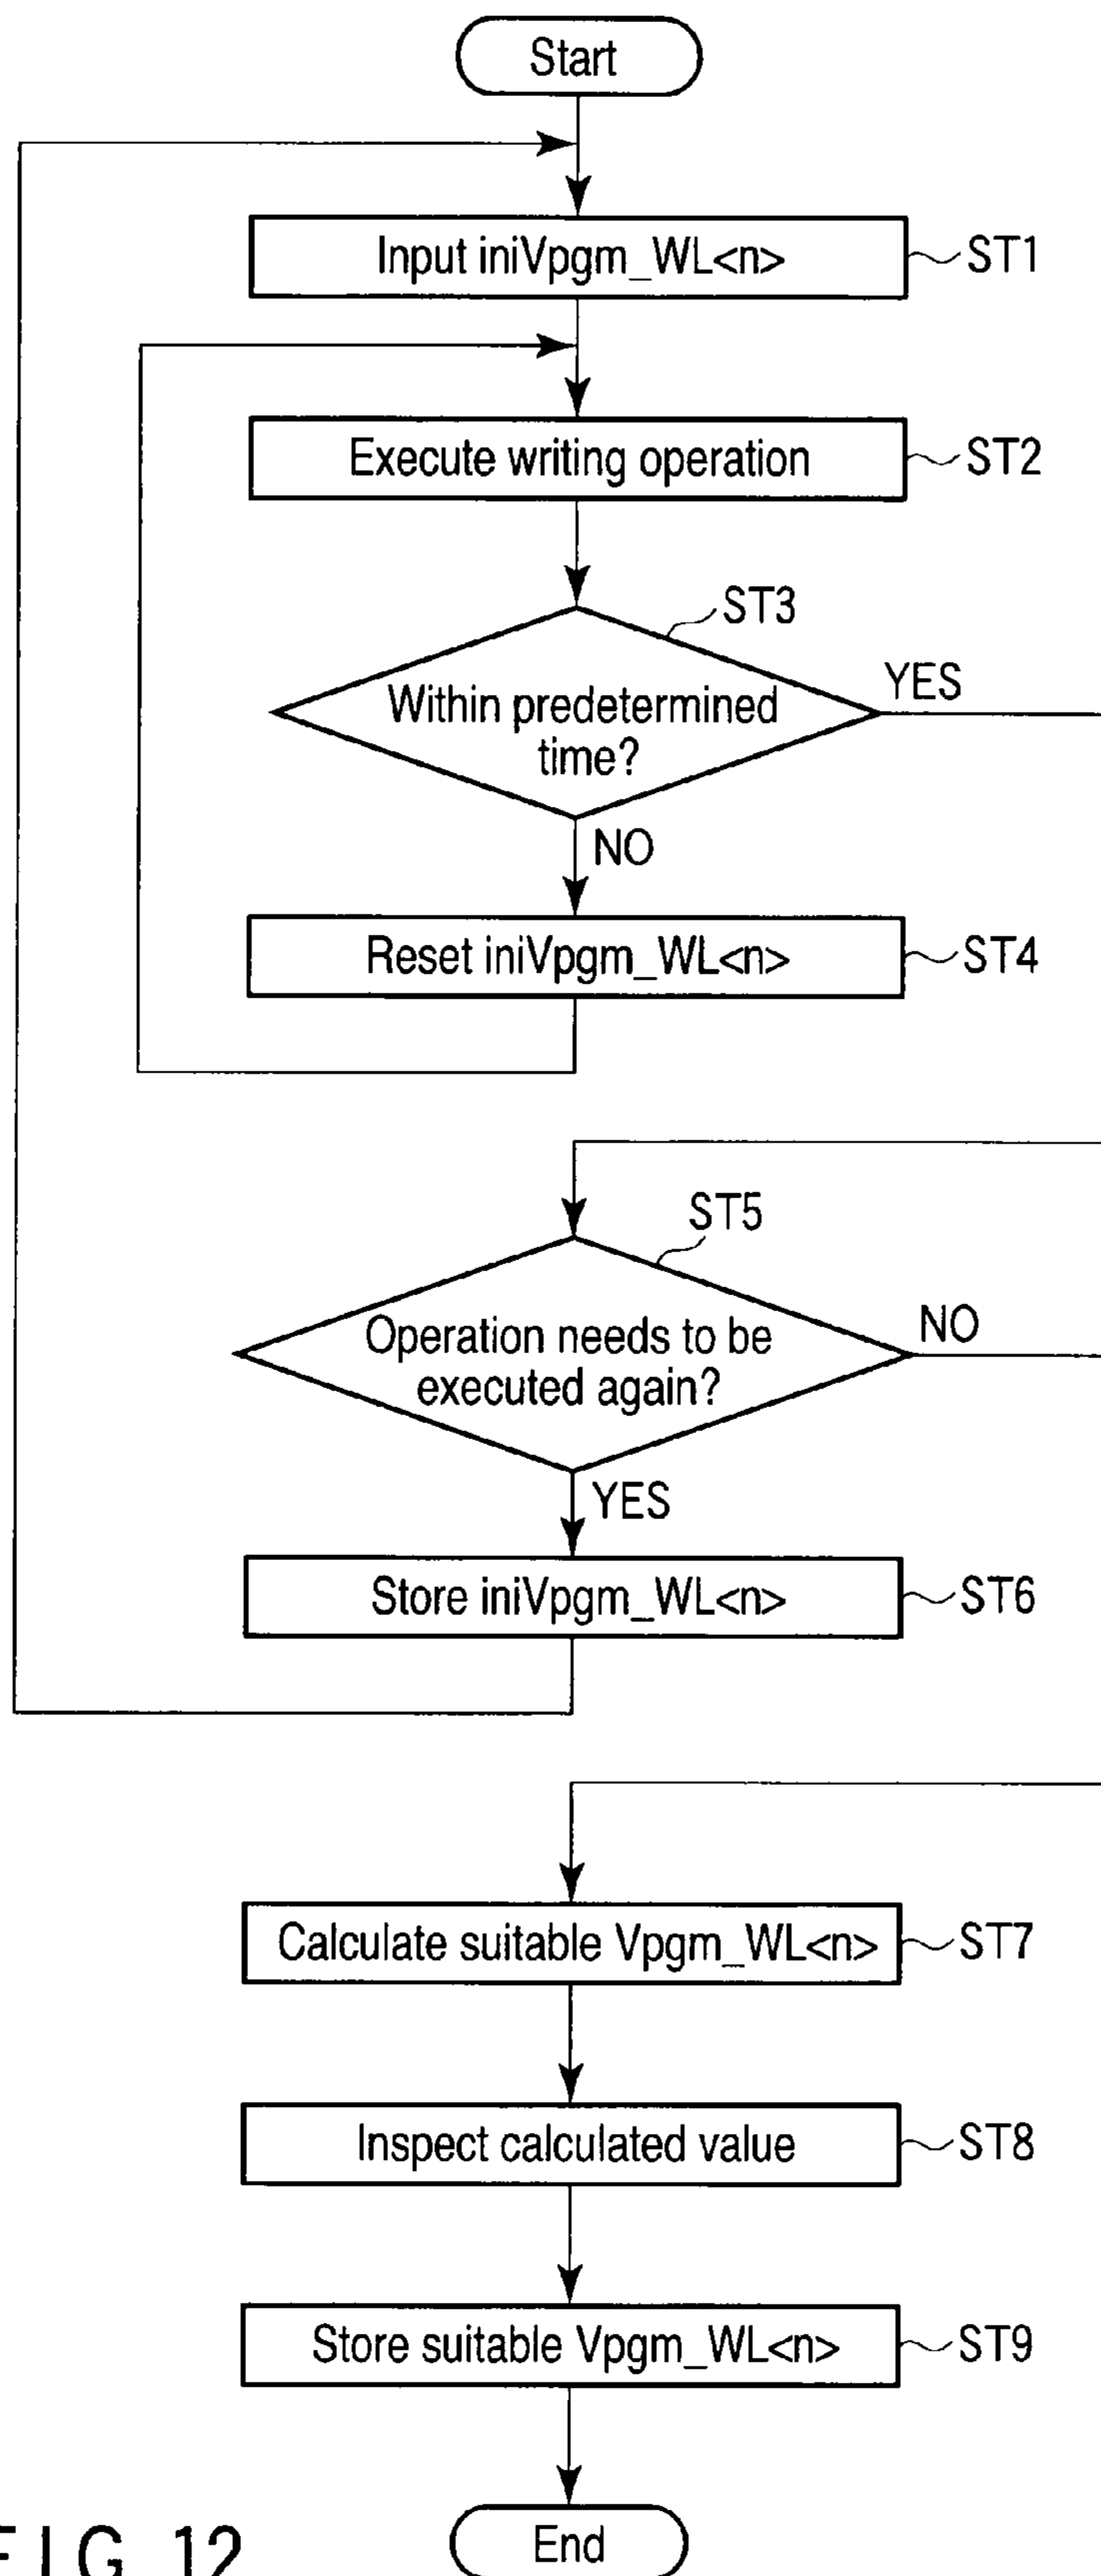 Start
Input iniVpgm_WL<n>
ST1
Execute writing operation
ST2
ST3
Within predetermined
time?
YES
NO
Reset iniVpgm_WL<n>
ST4
ST5
Operation needs to be
executed again?
NO
YES
Store iniVpgm_WL<n>
ST6
Calculate suitable Vpgm_WL<n>
ST7
Inspect calculated value
ST8
Store suitable Vpgm_WL<n>
ST9
End
FIG. 12